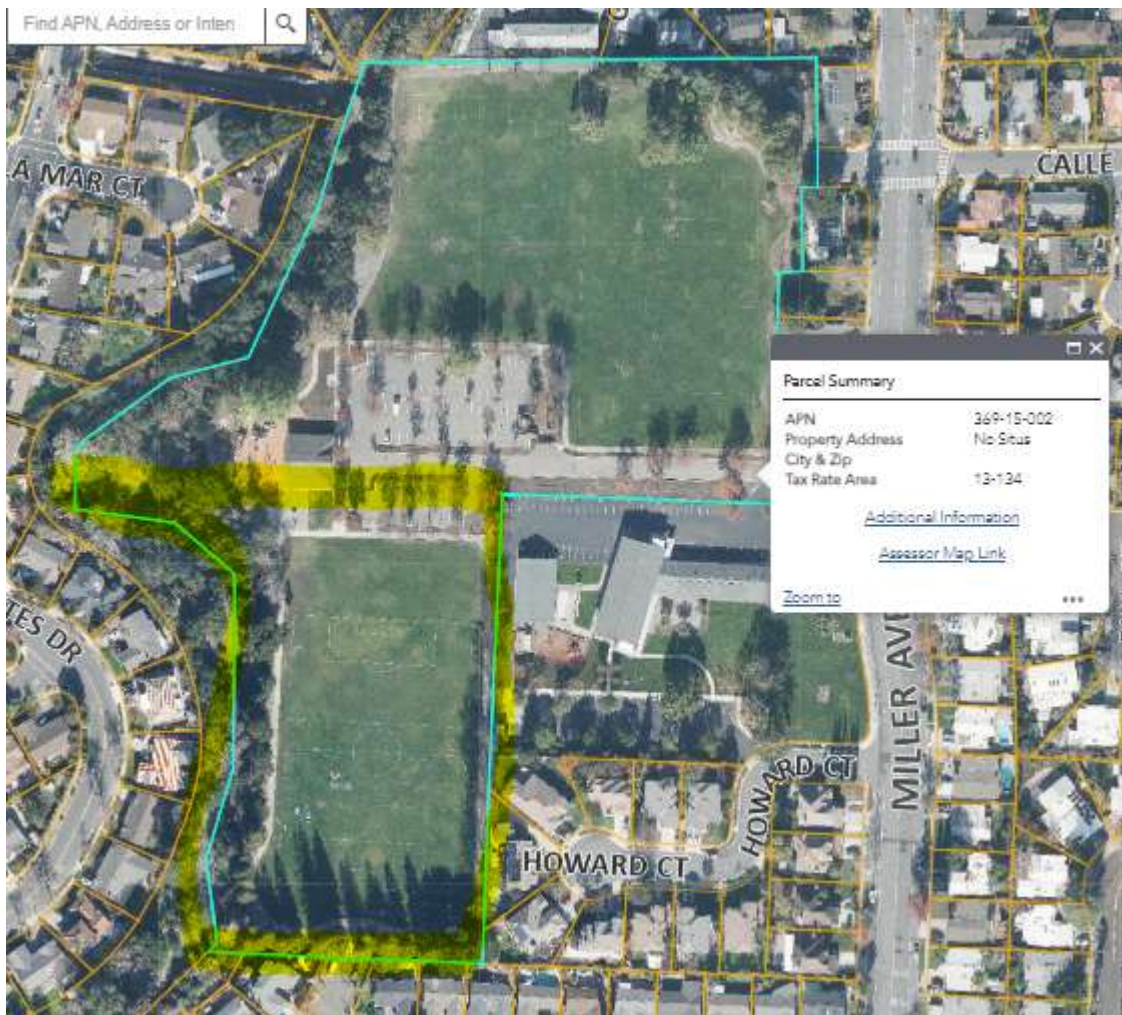 Find APN, Address or Inter
A MAR CT
CALLE
Parcel Summary
APN 369-15-002
Property Address No Situs
City & Zip
Tax Rate Area 13-134
Additional Information
Assessor Map Link
Zoom to
•••
TES DR
MILLER AVE
HOWARD CT
HOWARD CT